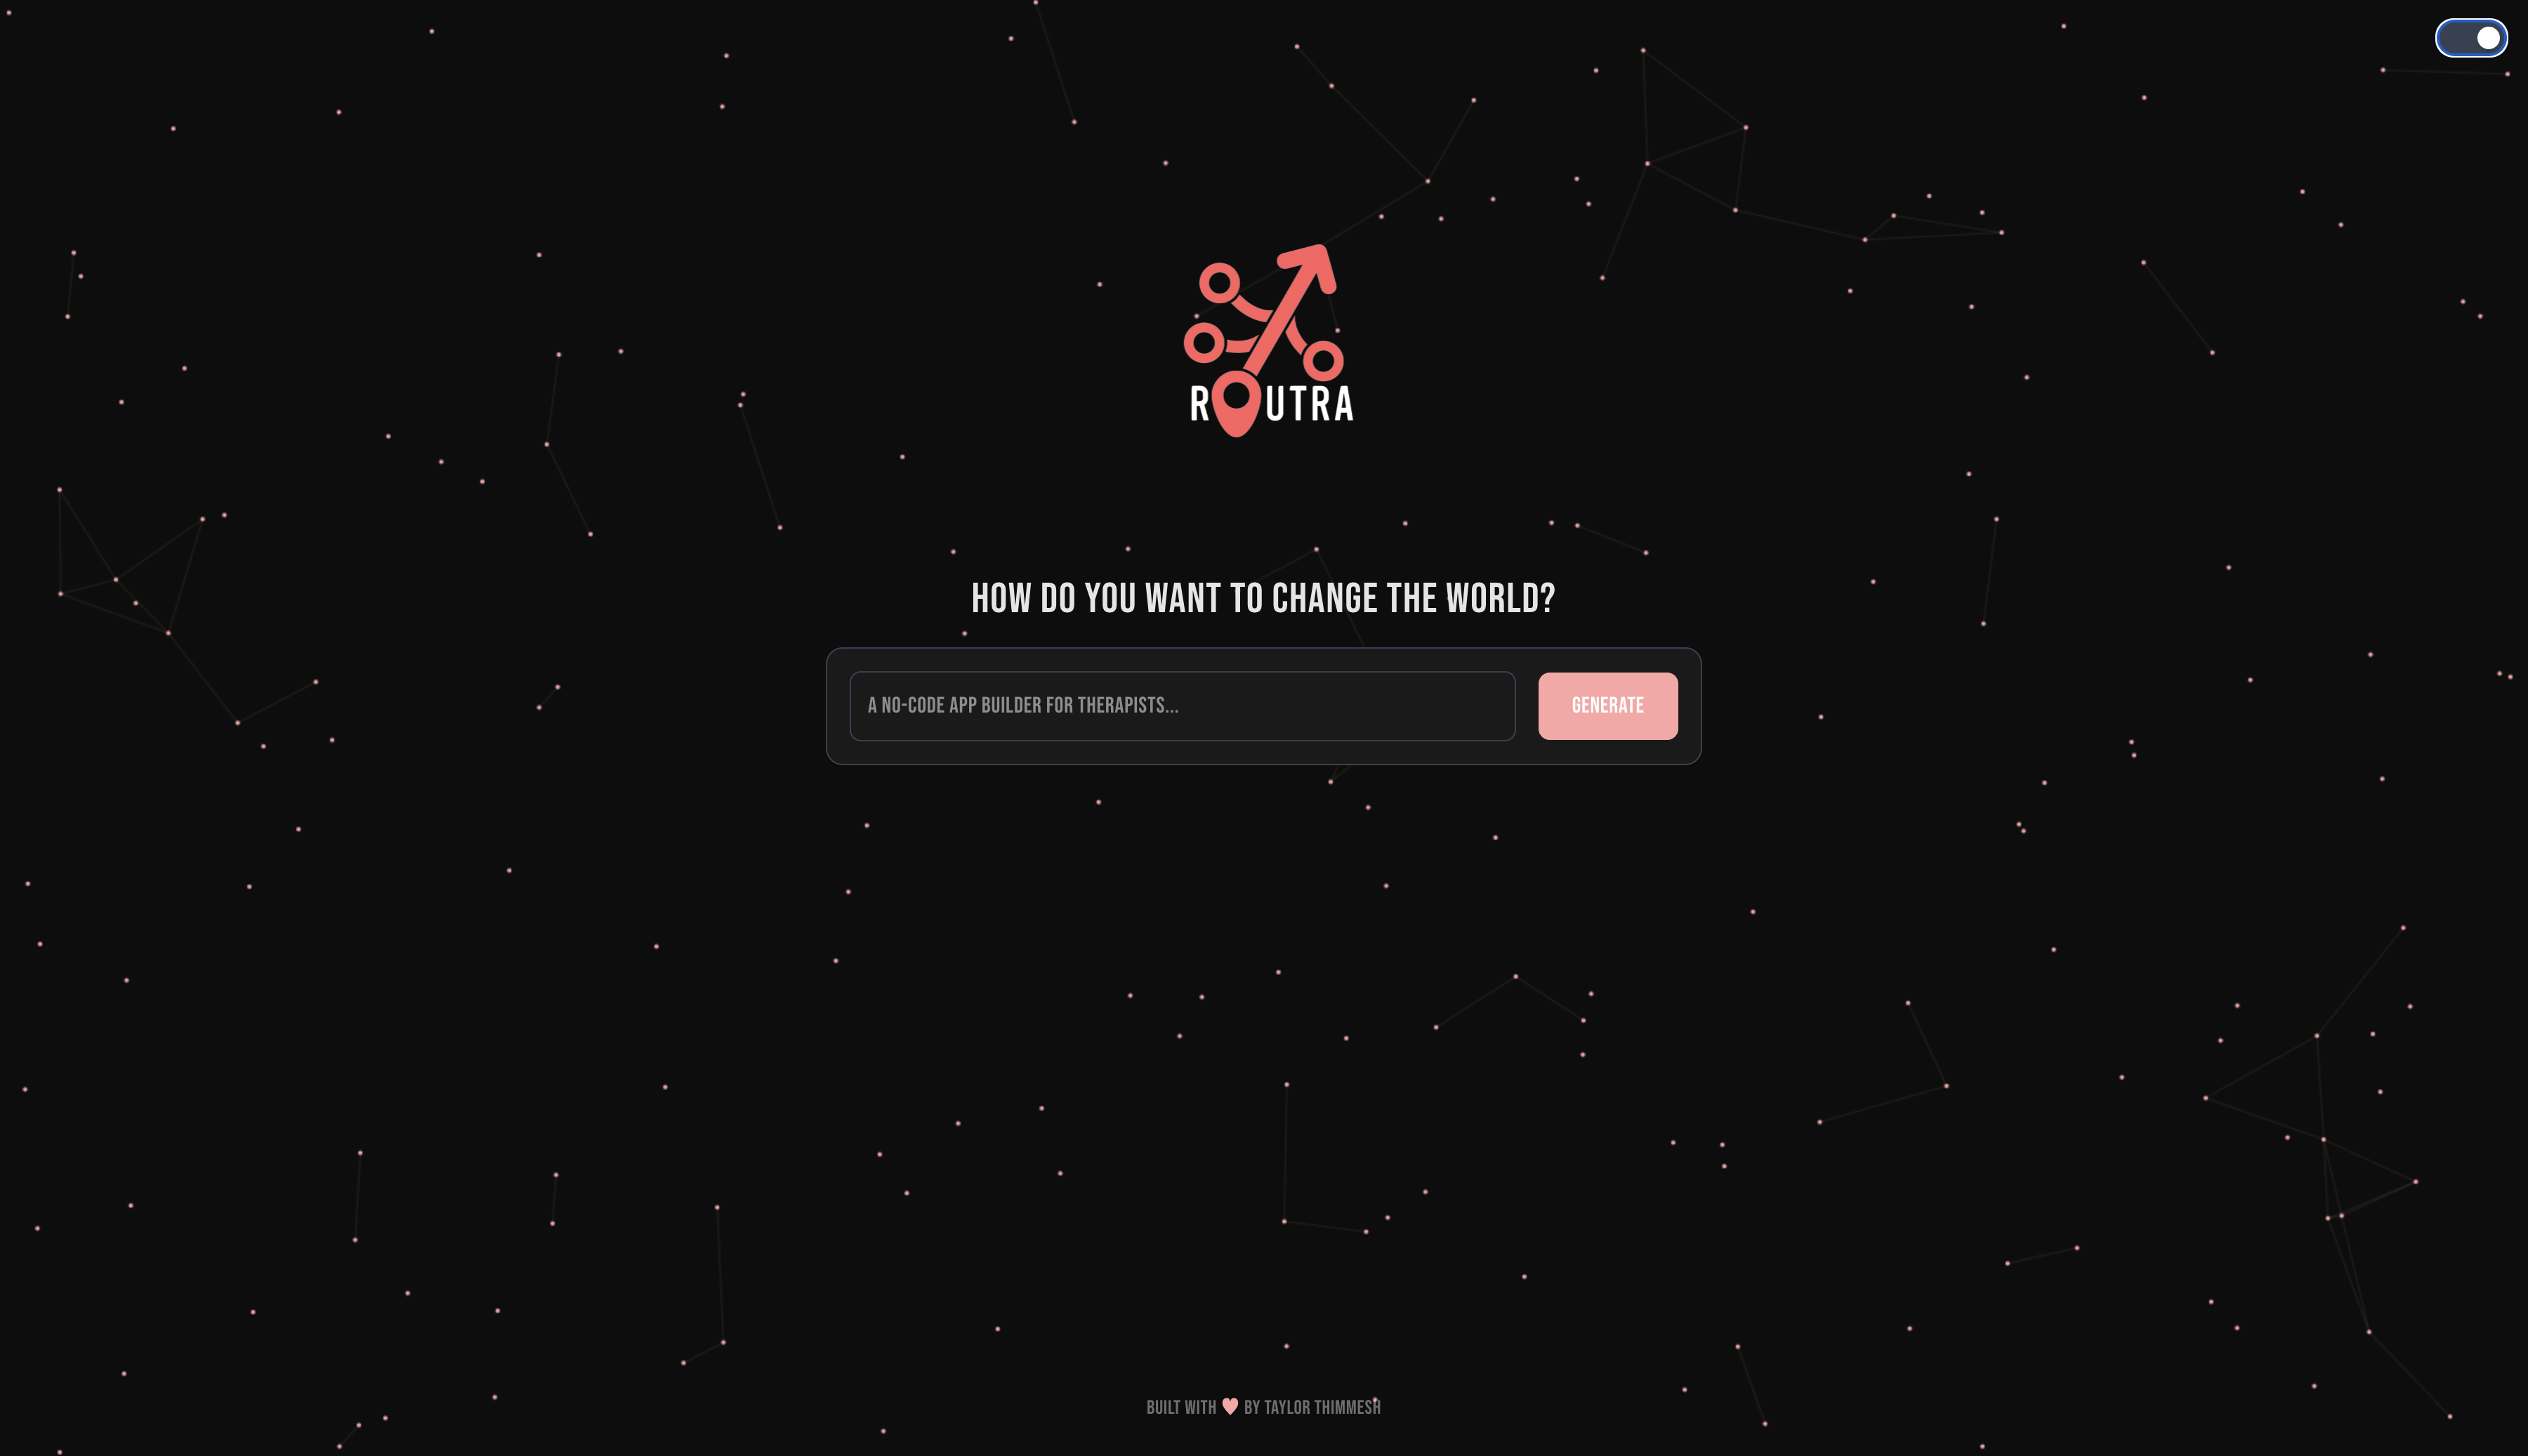 ROUTRA
HOW DO YOU WANT TO CHANGE THE WORLD?
A NO-CODE APP BUILDER FOR THERAPISTS...
GENERATE
BUILT WITH ♥ BY TAYLOR THIMMESH